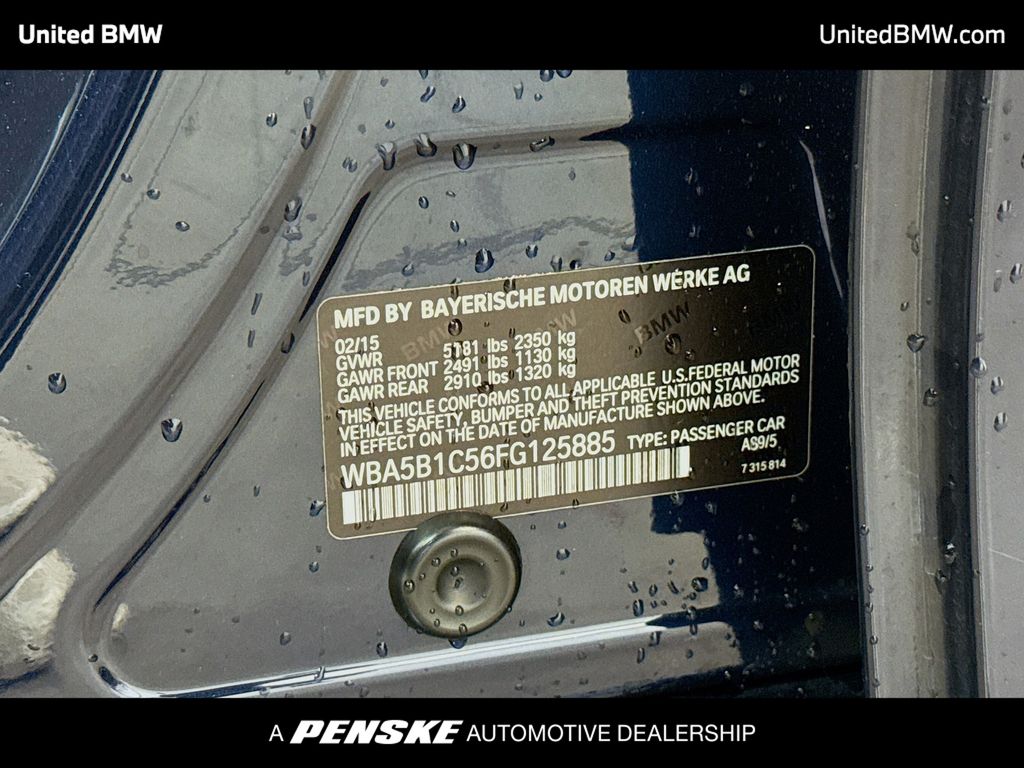 United BMW
UnitedBMW.com
MFD BY BAYERISCHE MOTOREN WERKE AG
02/15
GVWR 5181 lbs 2350 kg
GAWR FRONT 2491 lbs 1130 kg
GAWR REAR 2910 lbs 1320 kg
THIS VEHICLE CONFORMS TO ALL APPLICABLE U.S.FEDERAL MOTOR
VEHICLE SAFETY, BUMPER AND THEFT PREVENTION STANDARDS
IN EFFECT ON THE DATE OF MANUFACTURE SHOWN ABOVE.
WBA5B1C56FG125885 TYPE: PASSENGER CAR
A89/5
7 315 814
A PENSKE AUTOMOTIVE DEALERSHIP